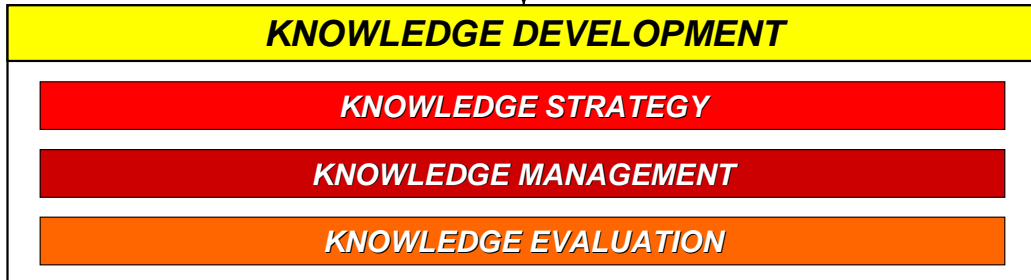 KNOWLEDGE DEVELOPMENT
KNOWLEDGE STRATEGY
KNOWLEDGE MANAGEMENT
KNOWLEDGE EVALUATION